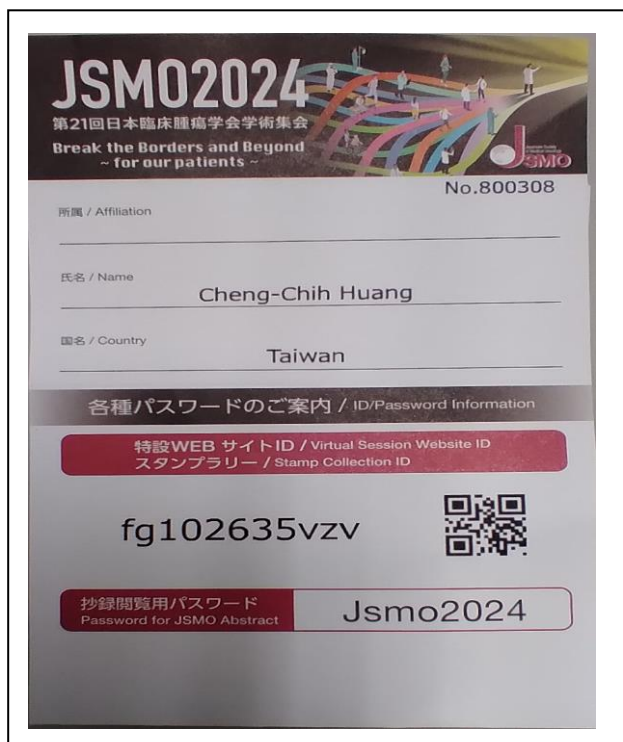 JSMO2024
第21回日本臨床腫瘍学会学術集会
Break the Borders and Beyond
~ for our patients ~
JSMO
No.800308
所属 / Affiliation
氏名 / Name
Cheng-Chih Huang
国名 / Country
Taiwan
各種パスワードのご案内 / ID/Password Information
特設WEB サイトID / Virtual Session Website ID
スタンプラリー / Stamp Collection ID
fg102635vzv
抄録閲覧用パスワード
Password for JSMO Abstract
Jsmo2024